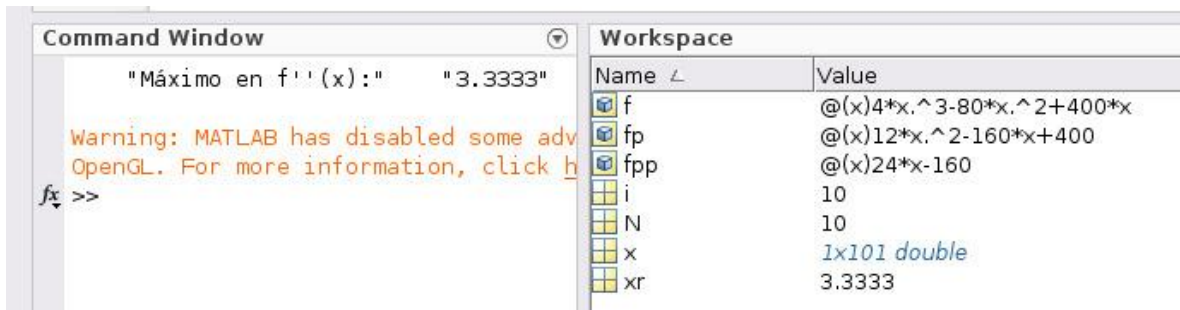 Command Window
"Máximo en f''(x):" "3.3333"
Warning: MATLAB has disabled some adv
OpenGL. For more information, click h
fx >>
Workspace
Name Value
f @(x)4*x.^3-80*x.^2+400*x
fp @(x)12*x.^2-160*x+400
fpp @(x)24*x-160
i 10
N 10
x 1x101 double
xr 3.3333